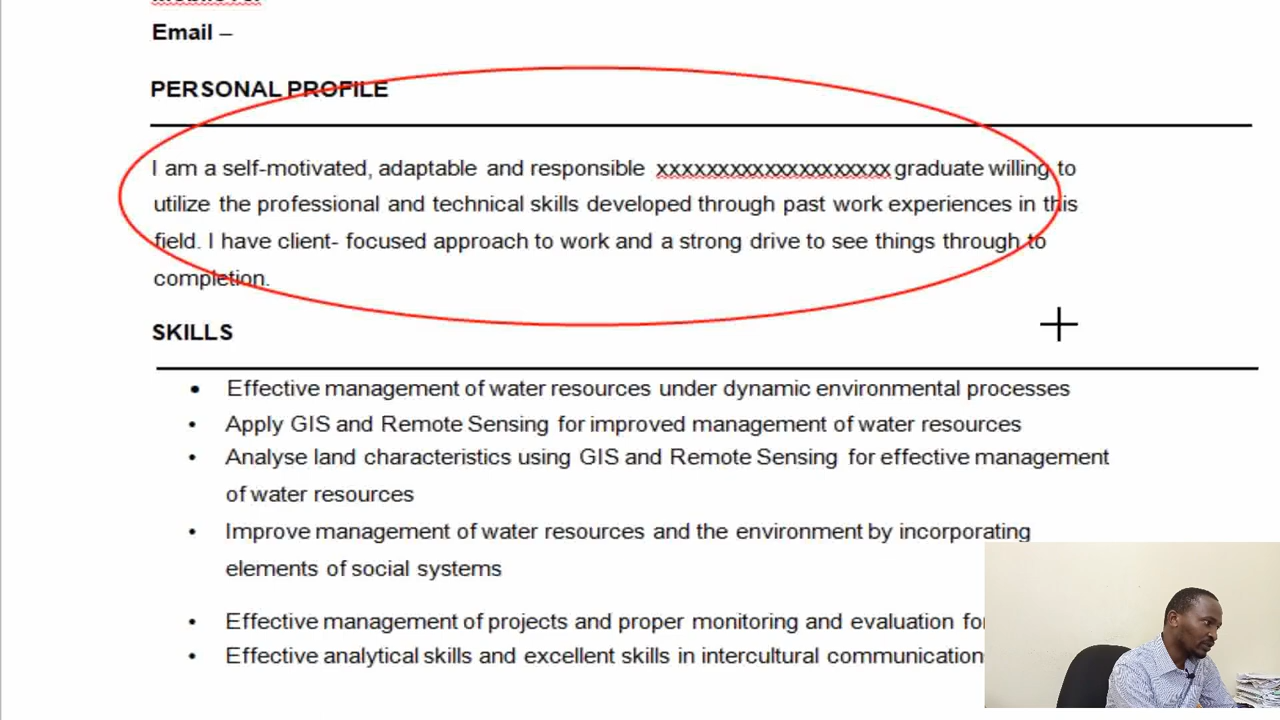 Email –
PERSONAL PROFILE
I am a self-motivated, adaptable and responsible xxxxxxxxxxxxxxxxxxxx graduate willing to
utilize the professional and technical skills developed through past work experiences in this
field. I have client- focused approach to work and a strong drive to see things through to
completion.
SKILLS
• Effective management of water resources under dynamic environmental processes
• Apply GIS and Remote Sensing for improved management of water resources
• Analyse land characteristics using GIS and Remote Sensing for effective management
of water resources
• Improve management of water resources and the environment by incorporating
elements of social systems
• Effective management of projects and proper monitoring and evaluation for
• Effective analytical skills and excellent skills in intercultural communication